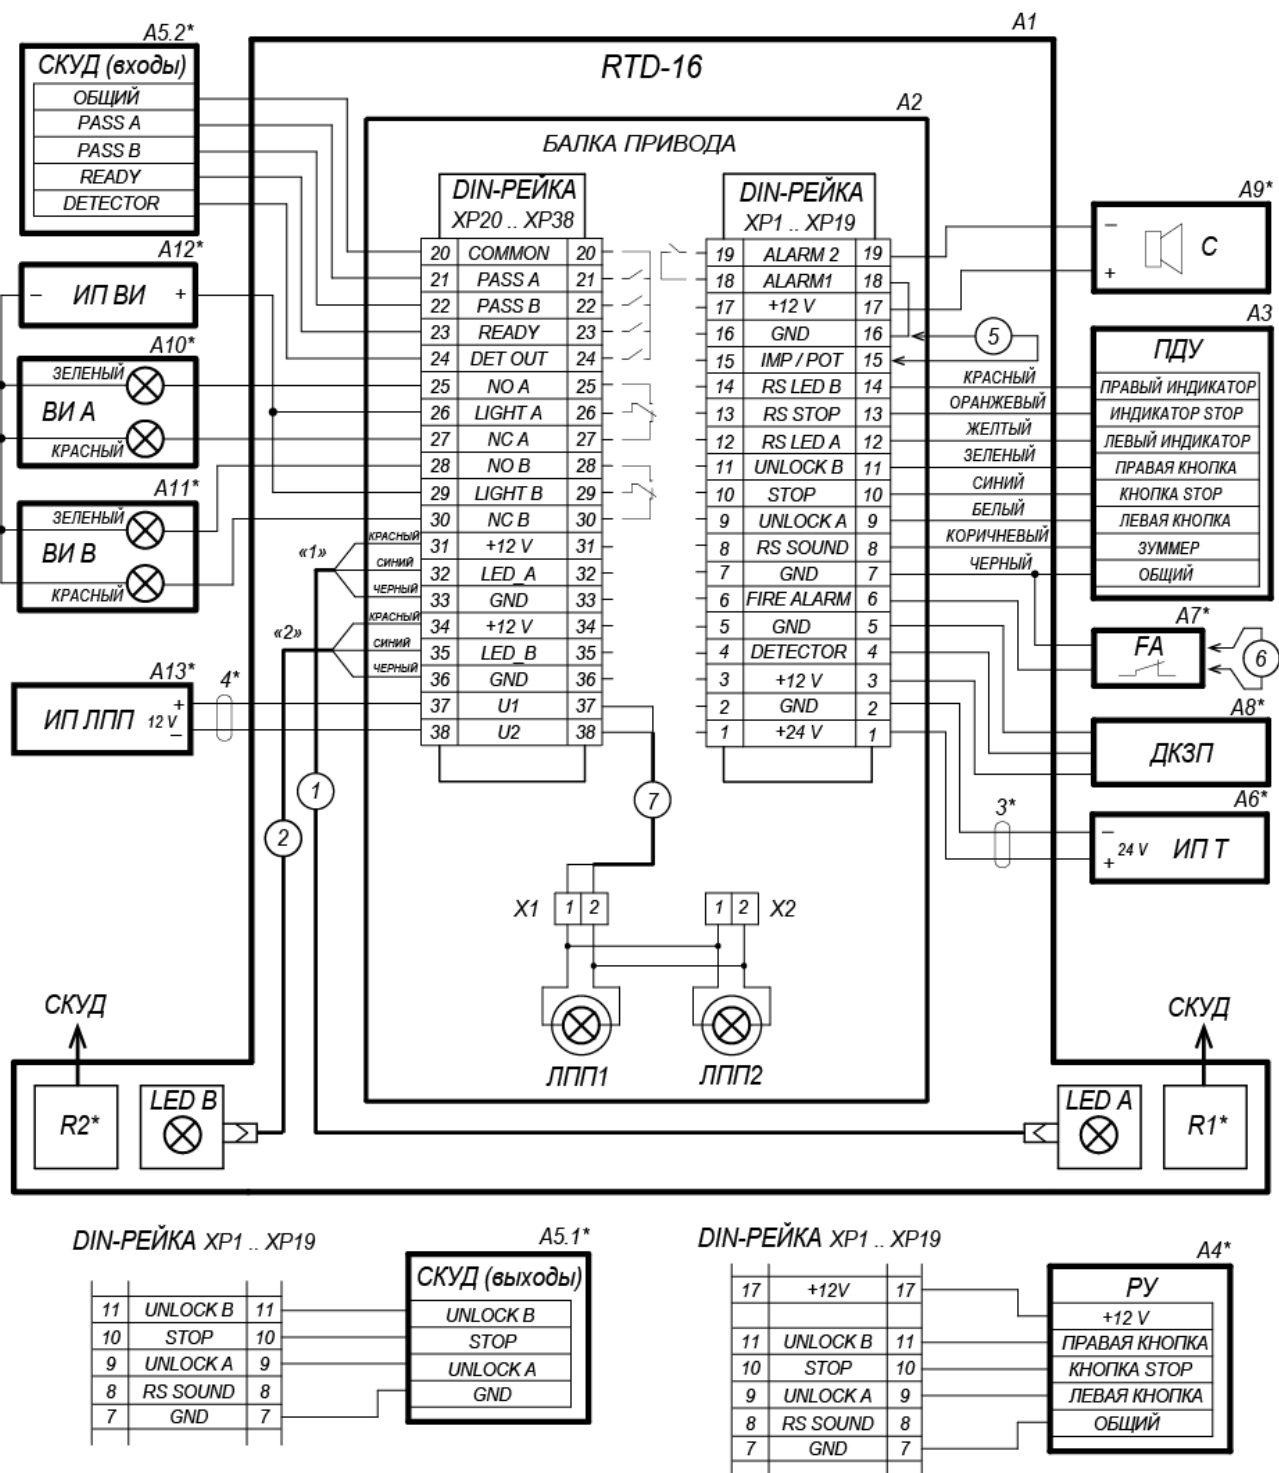 A1
RTD-16
A2
БАЛКА ПРИВОДА
A5.2*
СКУД (входы)
ОБЩИЙ
PASS A
PASS B
READY
DETECTOR
A12*
– ИП ВИ +
A10*
ЗЕЛЕНЫЙ
ВИ А
КРАСНЫЙ
A11*
ЗЕЛЕНЫЙ
ВИ В
КРАСНЫЙ
A13*
ИП ЛПП 12 V + –
4*
«1»
КРАСНЫЙ
СИНИЙ
ЧЕРНЫЙ
«2»
КРАСНЫЙ
СИНИЙ
ЧЕРНЫЙ
DIN-РЕЙКА
XP20 .. XP38
20 COMMON 20
21 PASS A 21
22 PASS B 22
23 READY 23
24 DET OUT 24
25 NO A 25
26 LIGHT A 26
27 NC A 27
28 NO B 28
29 LIGHT B 29
30 NC B 30
31 +12 V 31
32 LED_A 32
33 GND 33
34 +12 V 34
35 LED_B 35
36 GND 36
37 U1 37
38 U2 38
DIN-РЕЙКА
XP1 .. XP19
19 ALARM 2 19
18 ALARM1 18
17 +12 V 17
16 GND 16
15 IMP / POT 15
14 RS LED B 14
13 RS STOP 13
12 RS LED A 12
11 UNLOCK B 11
10 STOP 10
9 UNLOCK A 9
8 RS SOUND 8
7 GND 7
6 FIRE ALARM 6
5 GND 5
4 DETECTOR 4
3 +12 V 3
2 GND 2
1 +24 V 1
A9*
–
С
+
5
A3
ПДУ
КРАСНЫЙ ПРАВЫЙ ИНДИКАТОР
ОРАНЖЕВЫЙ ИНДИКАТОР STOP
ЖЕЛТЫЙ ЛЕВЫЙ ИНДИКАТОР
ЗЕЛЕНЫЙ ПРАВАЯ КНОПКА
СИНИЙ КНОПКА STOP
БЕЛЫЙ ЛЕВАЯ КНОПКА
КОРИЧНЕВЫЙ ЗУММЕР
ЧЕРНЫЙ ОБЩИЙ
A7*
FA
6
A8*
ДКЗП
A6*
3*
– + 24 V ИП Т
1
2
7
X1 1 2
1 2 X2
ЛПП1
ЛПП2
СКУД
R2*
LED B
СКУД
LED A
R1*
DIN-РЕЙКА XP1 .. XP19
11 UNLOCK B 11
10 STOP 10
9 UNLOCK A 9
8 RS SOUND 8
7 GND 7
A5.1*
СКУД (выходы)
UNLOCK B
STOP
UNLOCK A
GND
DIN-РЕЙКА XP1 .. XP19
17 +12V 17
11 UNLOCK B 11
10 STOP 10
9 UNLOCK A 9
8 RS SOUND 8
7 GND 7
A4*
РУ
+12 V
ПРАВАЯ КНОПКА
КНОПКА STOP
ЛЕВАЯ КНОПКА
ОБЩИЙ